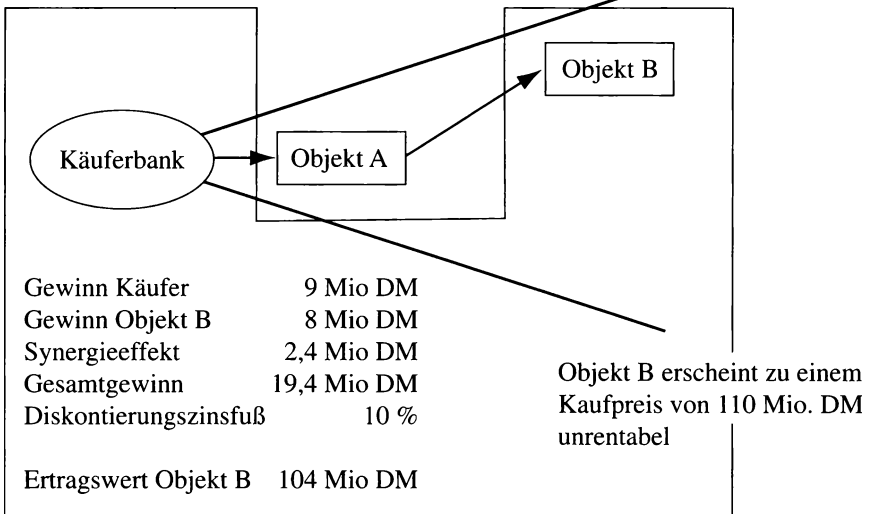 Objekt B
Käuferbank
Objekt A
Gewinn Käufer 9 Mio DM
Gewinn Objekt B 8 Mio DM
Synergieeffekt 2,4 Mio DM
Gesamtgewinn 19,4 Mio DM
Diskontierungszinsfuß 10 %
Ertragswert Objekt B 104 Mio DM
Objekt B erscheint zu einem
Kaufpreis von 110 Mio. DM
unrentabel